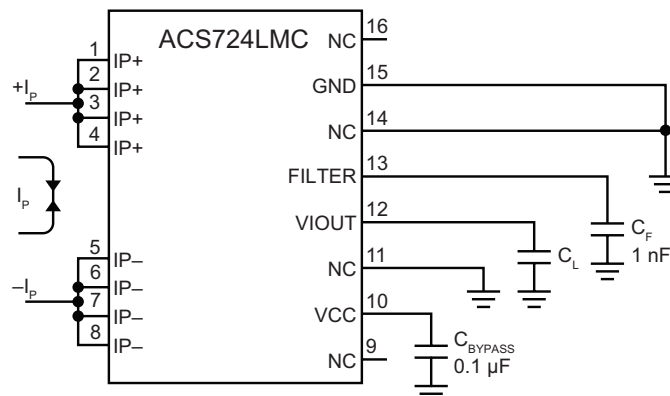 ACS724LMC
1 IP+
2 IP+
3 IP+
4 IP+
+IP
IP
5 IP–
6 IP–
7 IP–
8 IP–
–IP
NC 16
GND 15
NC 14
FILTER 13
VIOUT 12
NC 11
VCC 10
NC 9
CF
1 nF
CL
CBYPASS
0.1 µF